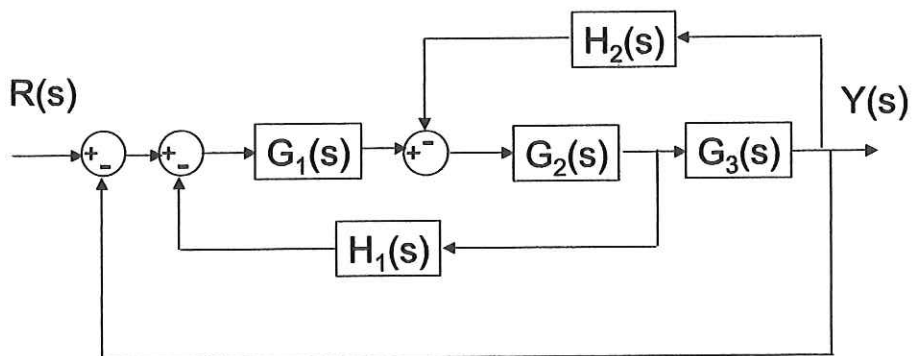 H₂(s)
R(s)
Y(s)
+
-
+
-
G₁(s)
+
-
G₂(s)
G₃(s)
H₁(s)